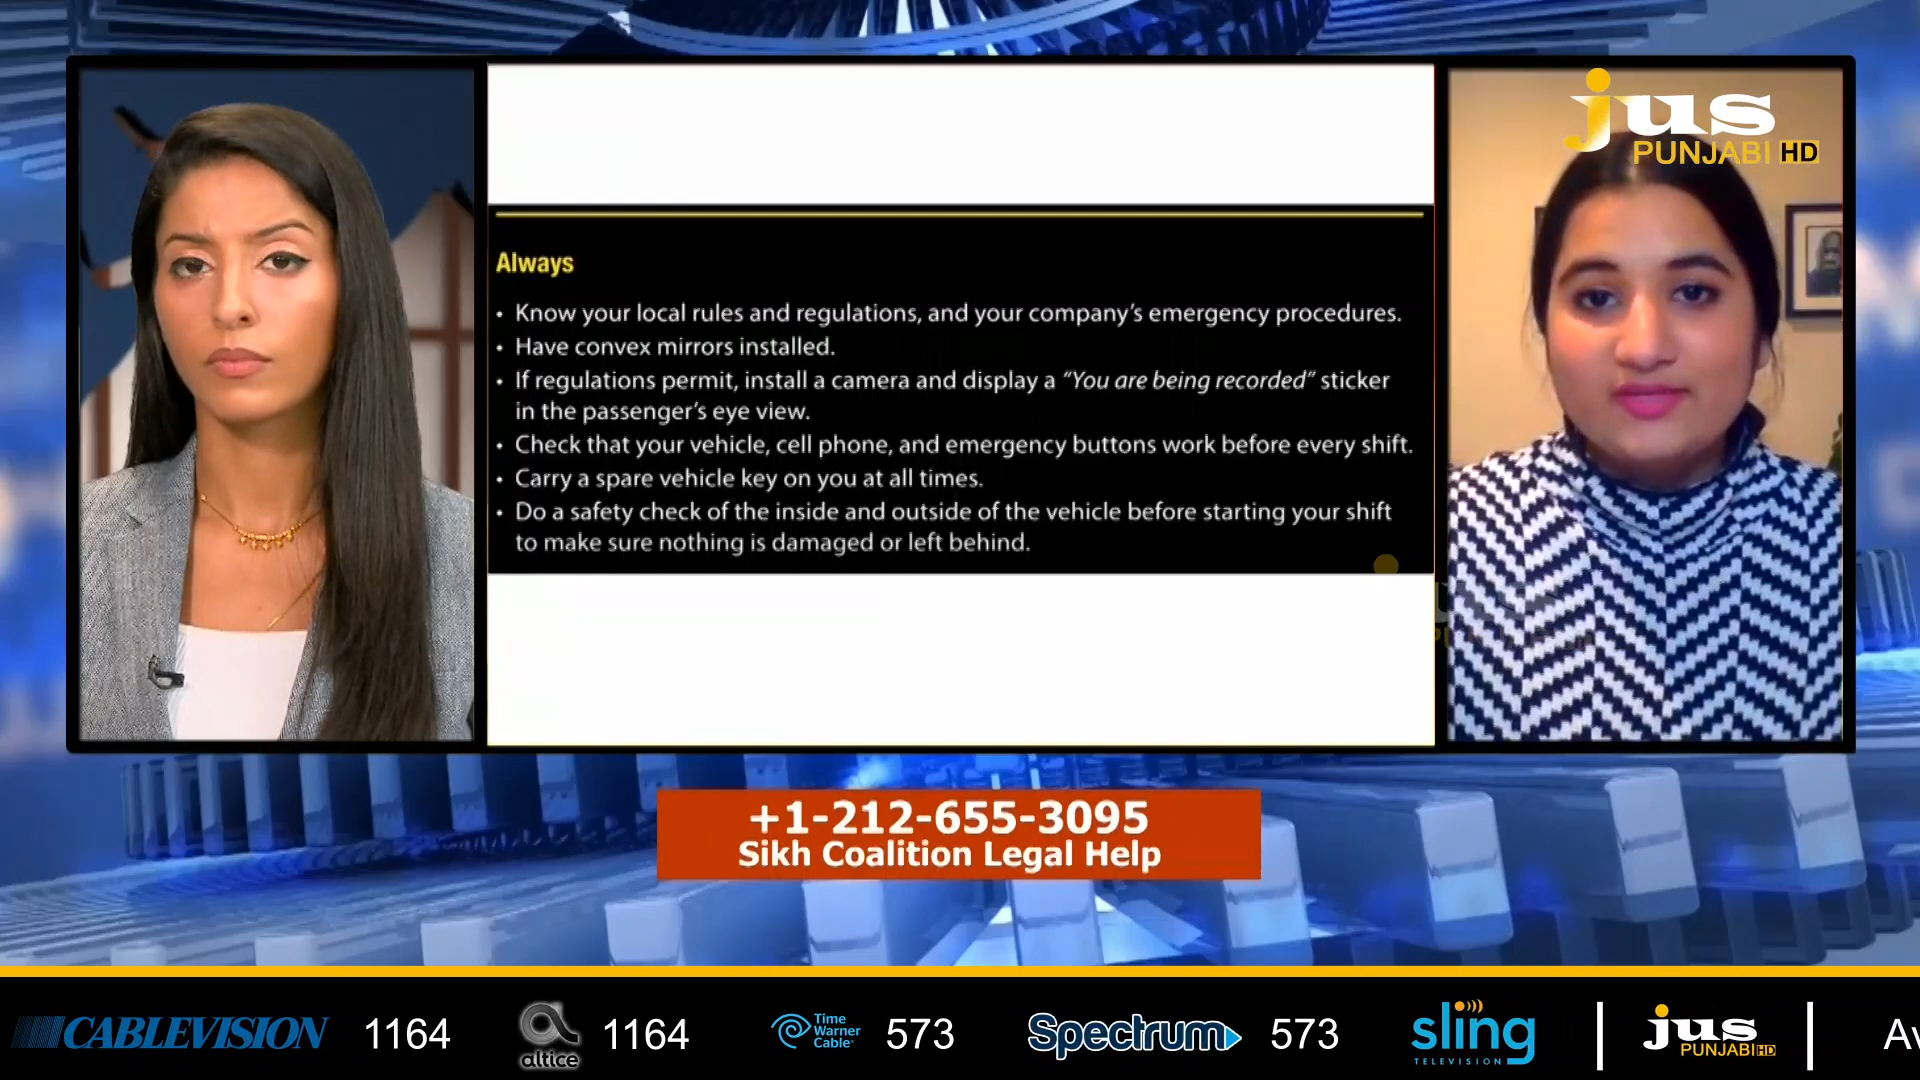 jus
PUNJABI HD
Always
• Know your local rules and regulations, and your company's emergency procedures.
• Have convex mirrors installed.
• If regulations permit, install a camera and display a "You are being recorded" sticker
in the passenger's eye view.
• Check that your vehicle, cell phone, and emergency buttons work before every shift.
• Carry a spare vehicle key on you at all times.
• Do a safety check of the inside and outside of the vehicle before starting your shift
to make sure nothing is damaged or left behind.
+1-212-655-3095
Sikh Coalition Legal Help
CABLEVISION 1164 altice 1164 Time Warner Cable 573 Spectrum 573 sling TELEVISION jus PUNJABI HD Av